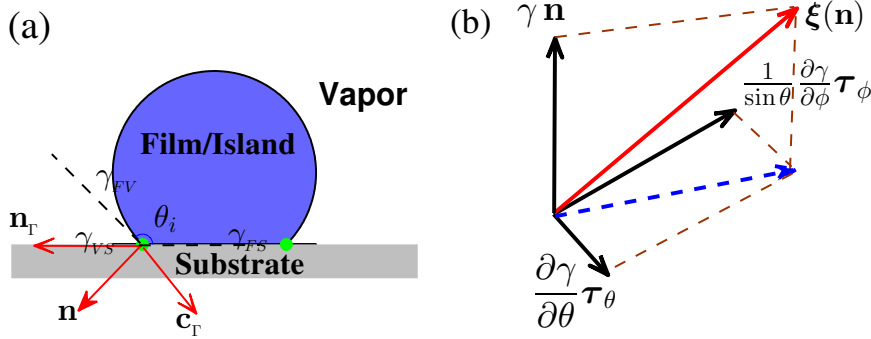 (a)
Vapor
Film/Island
γ_FV
θ_i
n_Γ
γ_VS
γ_FS
Substrate
n
c_Γ
(b)
γ n
ξ(n)
1/sin θ ∂γ/∂φ τ_φ
∂γ/∂θ τ_θ